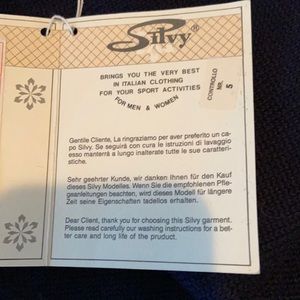 Silvy®
BRINGS YOU THE VERY BEST
IN ITALIAN CLOTHING
FOR YOUR SPORT ACTIVITIES
FOR MEN & WOMEN
CONTROLLO
NR. 5
Gentile Cliente, La ringraziamo per aver preferito un ca-
po Silvy. Se seguirà con cura le istruzioni di lavaggio
esso manterrà a lungo inalterate tutte le sue caratteri-
stiche.
Sehr geehrter Kunde, wir danken Ihnen für den Kauf
dieses Silvy Modelles. Wenn Sie die empfohlenen Pfle-
geanleitungen beachten, wird dieses Modell für längere
Zeit seine Eigenschaften tadellos erhalten.
Dear Client, thank you for choosing this Silvy garment.
Please read carefully our washing instructions for a bet-
ter care and long life of the product.